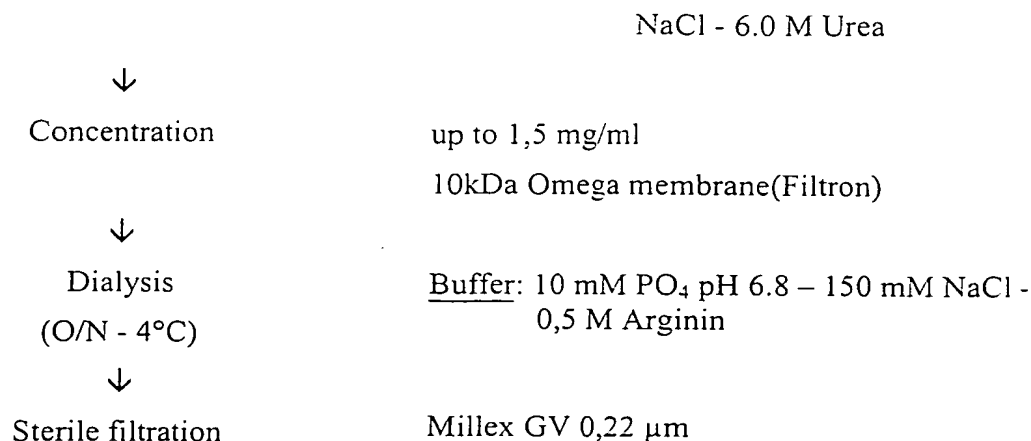 NaCl - 6.0 M Urea
↓
Concentration up to 1,5 mg/ml
10kDa Omega membrane(Filtron)
↓
Dialysis Buffer: 10 mM PO₄ pH 6.8 – 150 mM NaCl -
(O/N - 4°C) 0,5 M Arginin
↓
Sterile filtration Millex GV 0,22 µm